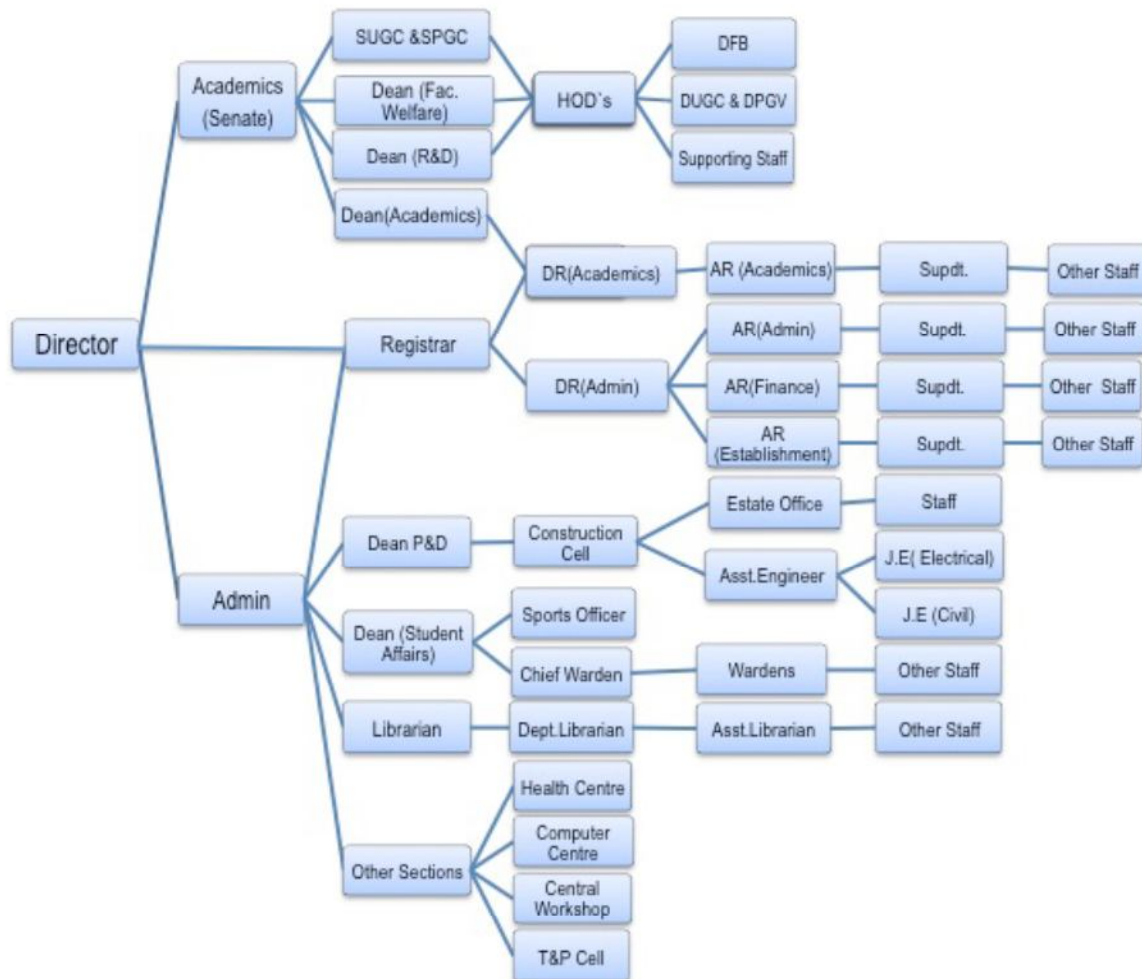 SUGC &SPGC
DFB
Academics
(Senate)
Dean (Fac.
Welfare)
HOD`s
DUGC & DPGV
Dean (R&D)
Supporting Staff
Dean(Academics)
DR(Academics)
AR (Academics)
Supdt.
Other Staff
Director
Registrar
AR(Admin)
Supdt.
Other Staff
DR(Admin)
AR(Finance)
Supdt.
Other Staff
AR
(Establishment)
Supdt.
Other Staff
Estate Office
Staff
Dean P&D
Construction
Cell
Asst.Engineer
J.E( Electrical)
J.E (Civil)
Admin
Dean (Student
Affairs)
Sports Officer
Chief Warden
Wardens
Other Staff
Librarian
Dept.Librarian
Asst.Librarian
Other Staff
Other Sections
Health Centre
Computer
Centre
Central
Workshop
T&P Cell